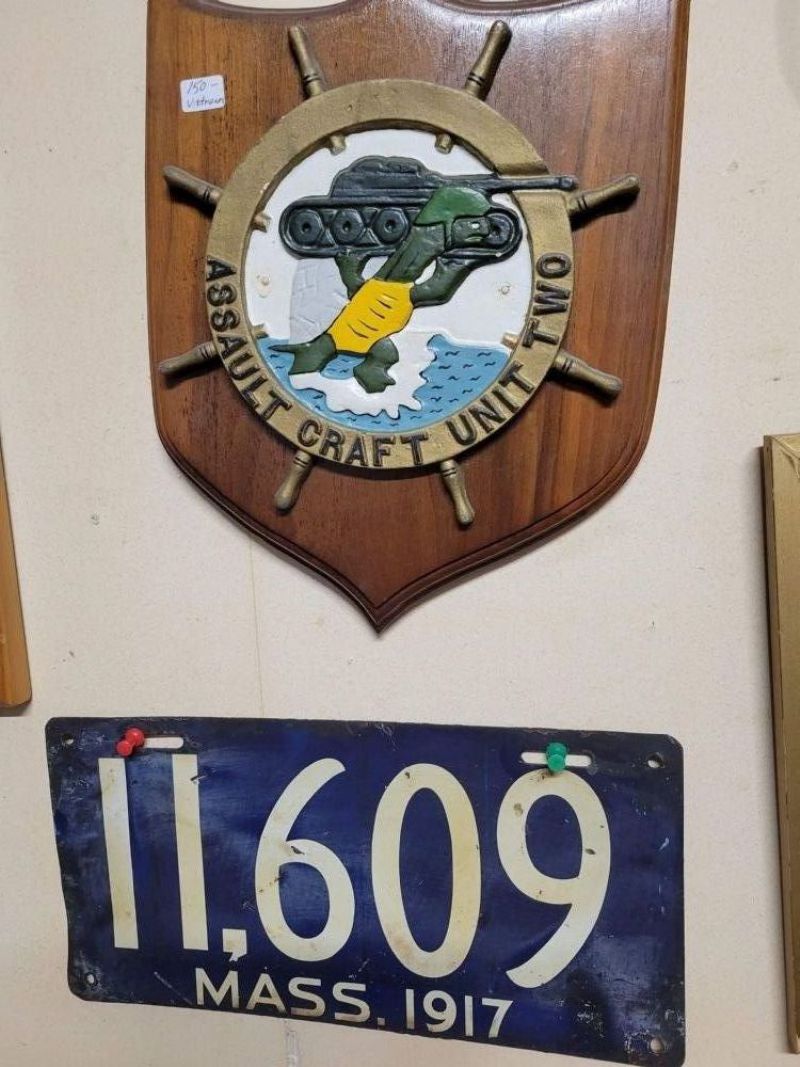 150-
Vietnam
ASSAULT CRAFT UNIT TWO
11,609
MASS. 1917